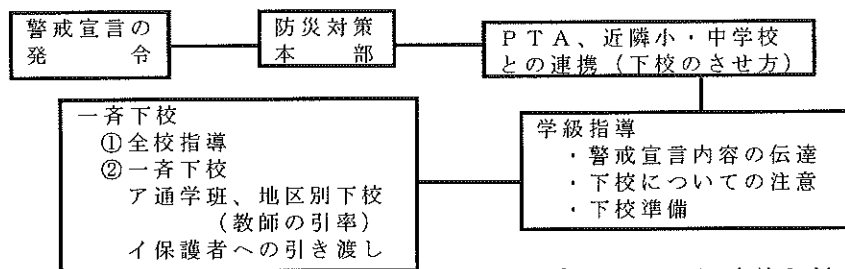 警戒宣言の
発令
防災対策
本部
PTA、近隣小・中学校
との連携（下校のさせ方）
学級指導
・警戒宣言内容の伝達
・下校についての注意
・下校準備
一斉下校
①全校指導
②一斉下校
ア通学班、地区別下校
（教師の引率）
イ保護者への引き渡し